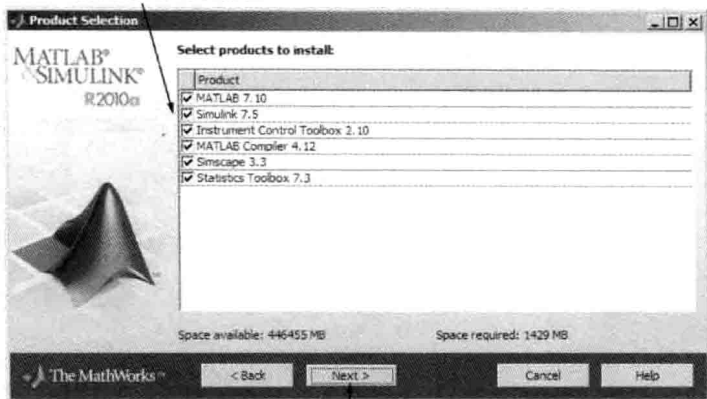 Product Selection
MATLAB®
&SIMULINK®
R2010a
Select products to install:
Product
MATLAB 7.10
Simulink 7.5
Instrument Control Toolbox 2.10
MATLAB Compiler 4.12
Simscape 3.3
Statistics Toolbox 7.3
Space available: 446455 MB
Space required: 1429 MB
The MathWorks™
< Back
Next >
Cancel
Help